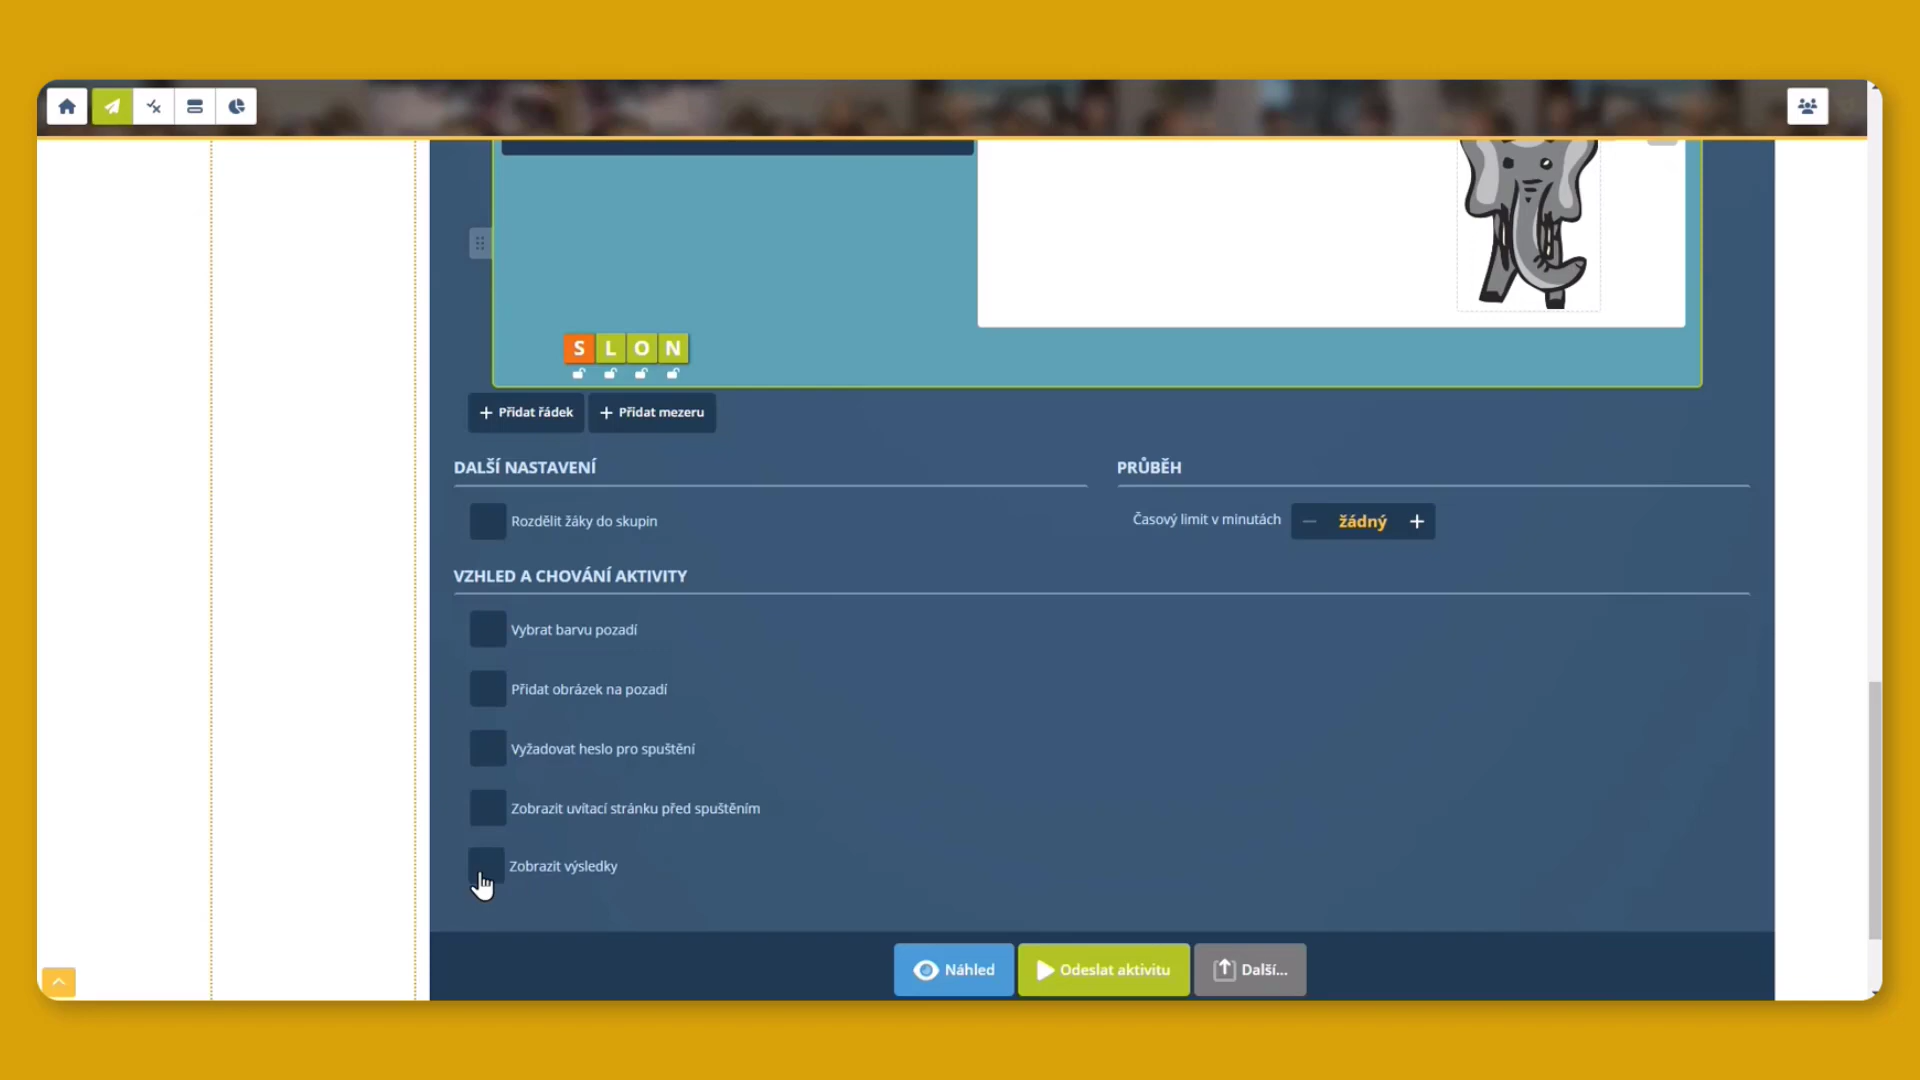 S L O N
+ Přidat řádek + Přidat mezeru
DALŠÍ NASTAVENÍ PRŮBĚH
Rozdělit žáky do skupin Časový limit v minutách − žádný +
VZHLED A CHOVÁNÍ AKTIVITY
Vybrat barvu pozadí
Přidat obrázek na pozadí
Vyžadovat heslo pro spuštění
Zobrazit uvítací stránku před spuštěním
Zobrazit výsledky
Náhled Odeslat aktivitu Další...